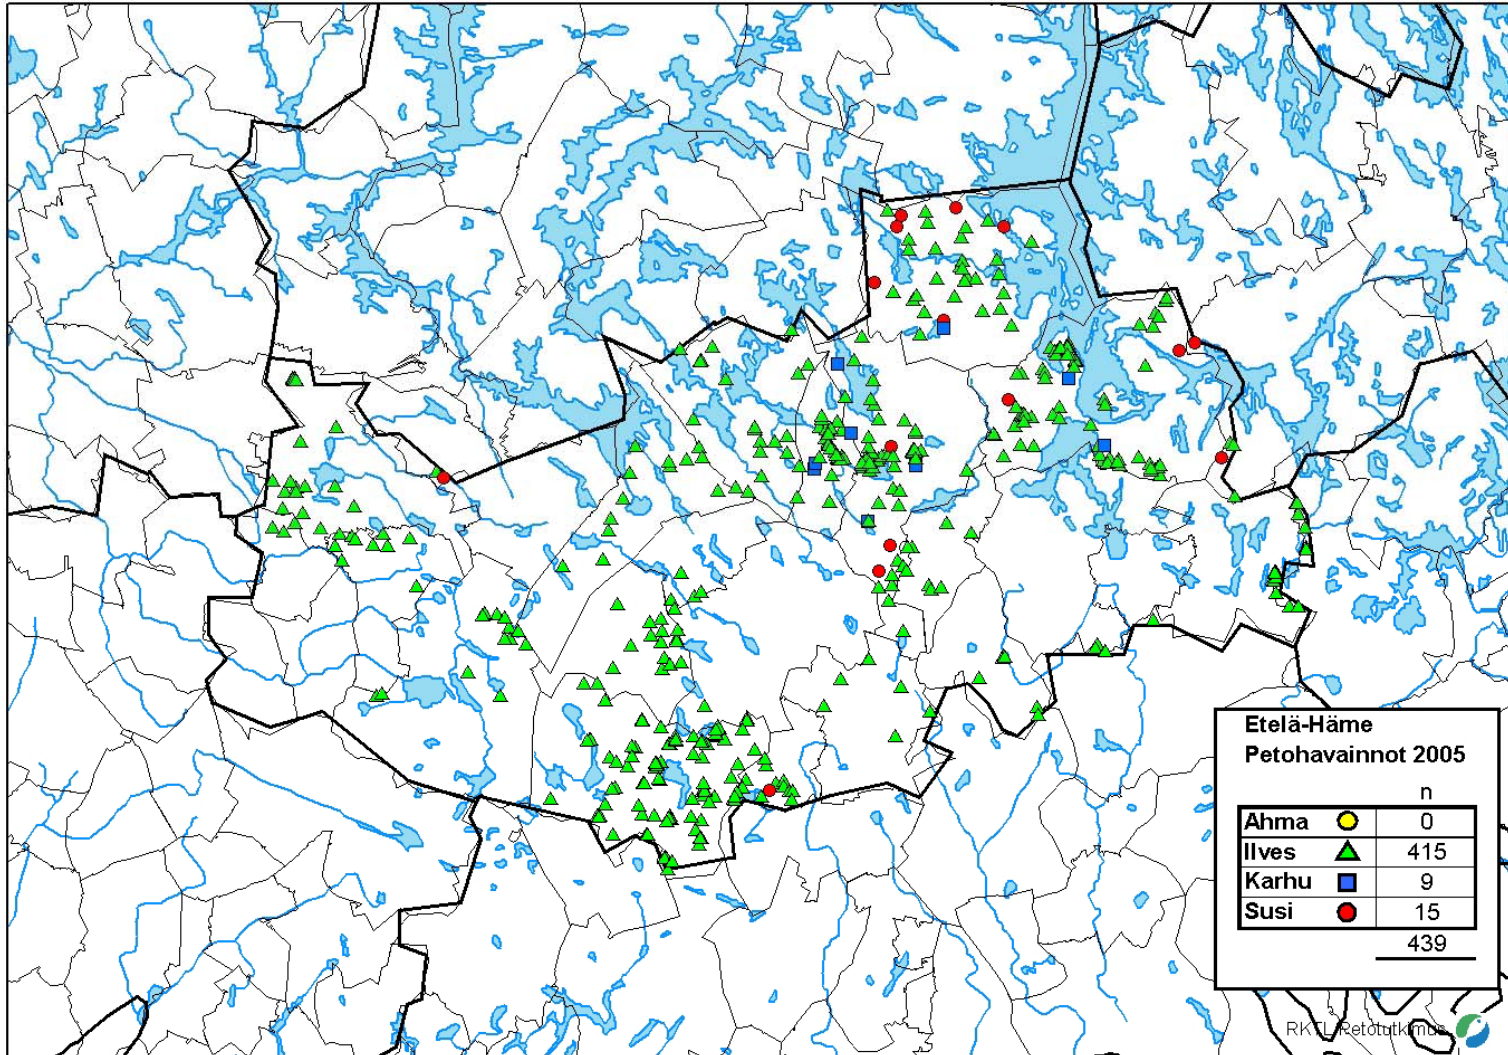 Etelä-Häme
Petohavainnot 2005
n
Ahma 0
Ilves 415
Karhu 9
Susi 15
439
RKTL/Petotutkimus